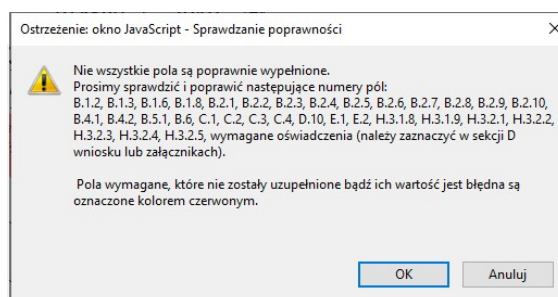 Ostrzeżenie: okno JavaScript - Sprawdzanie poprawności
Nie wszystkie pola są poprawnie wypełnione.
Prosimy sprawdzić i poprawić następujące numery pól:
B.1.2, B.1.3, B.1.6, B.1.8, B.2.1, B.2.2, B.2.3, B.2.4, B.2.5, B.2.6, B.2.7, B.2.8, B.2.9, B.2.10,
B.4.1, B.4.2, B.5.1, B.6, C.1, C.2, C.3, C.4, D.10, E.1, E.2, H.3.1.8, H.3.1.9, H.3.2.1, H.3.2.2,
H.3.2.3, H.3.2.4, H.3.2.5, wymagane oświadczenia (należy zaznaczyć w sekcji D
wniosku lub załącznikach).
Pola wymagane, które nie zostały uzupełnione bądź ich wartość jest błędna są
oznaczone kolorem czerwonym.
OK Anuluj